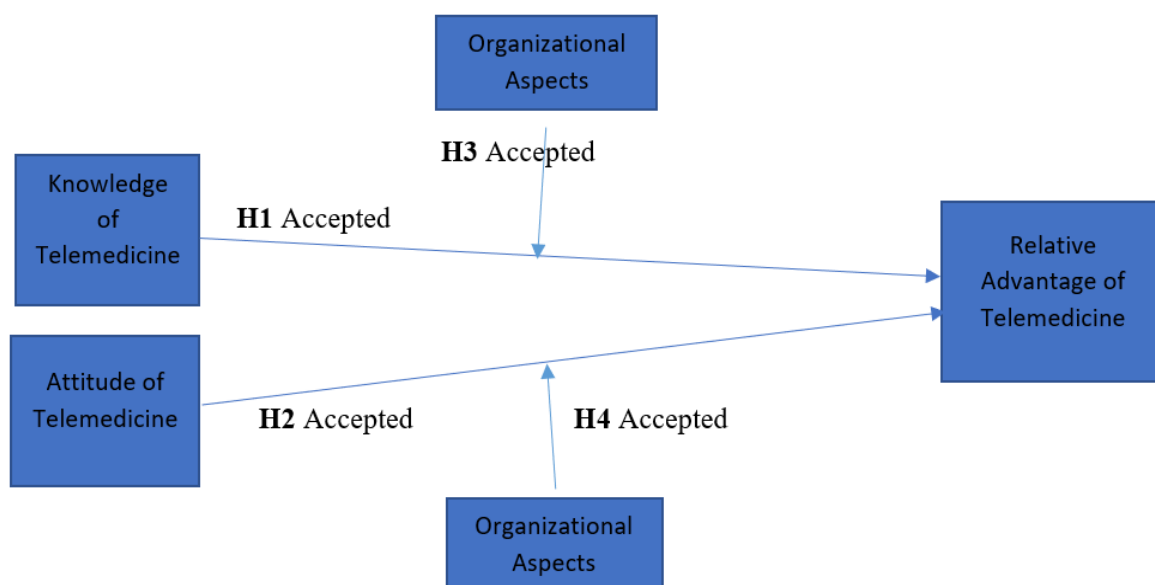 Organizational
Aspects
H3 Accepted
Knowledge
of
Telemedicine
H1 Accepted
Relative
Advantage of
Telemedicine
Attitude of
Telemedicine
H2 Accepted
H4 Accepted
Organizational
Aspects